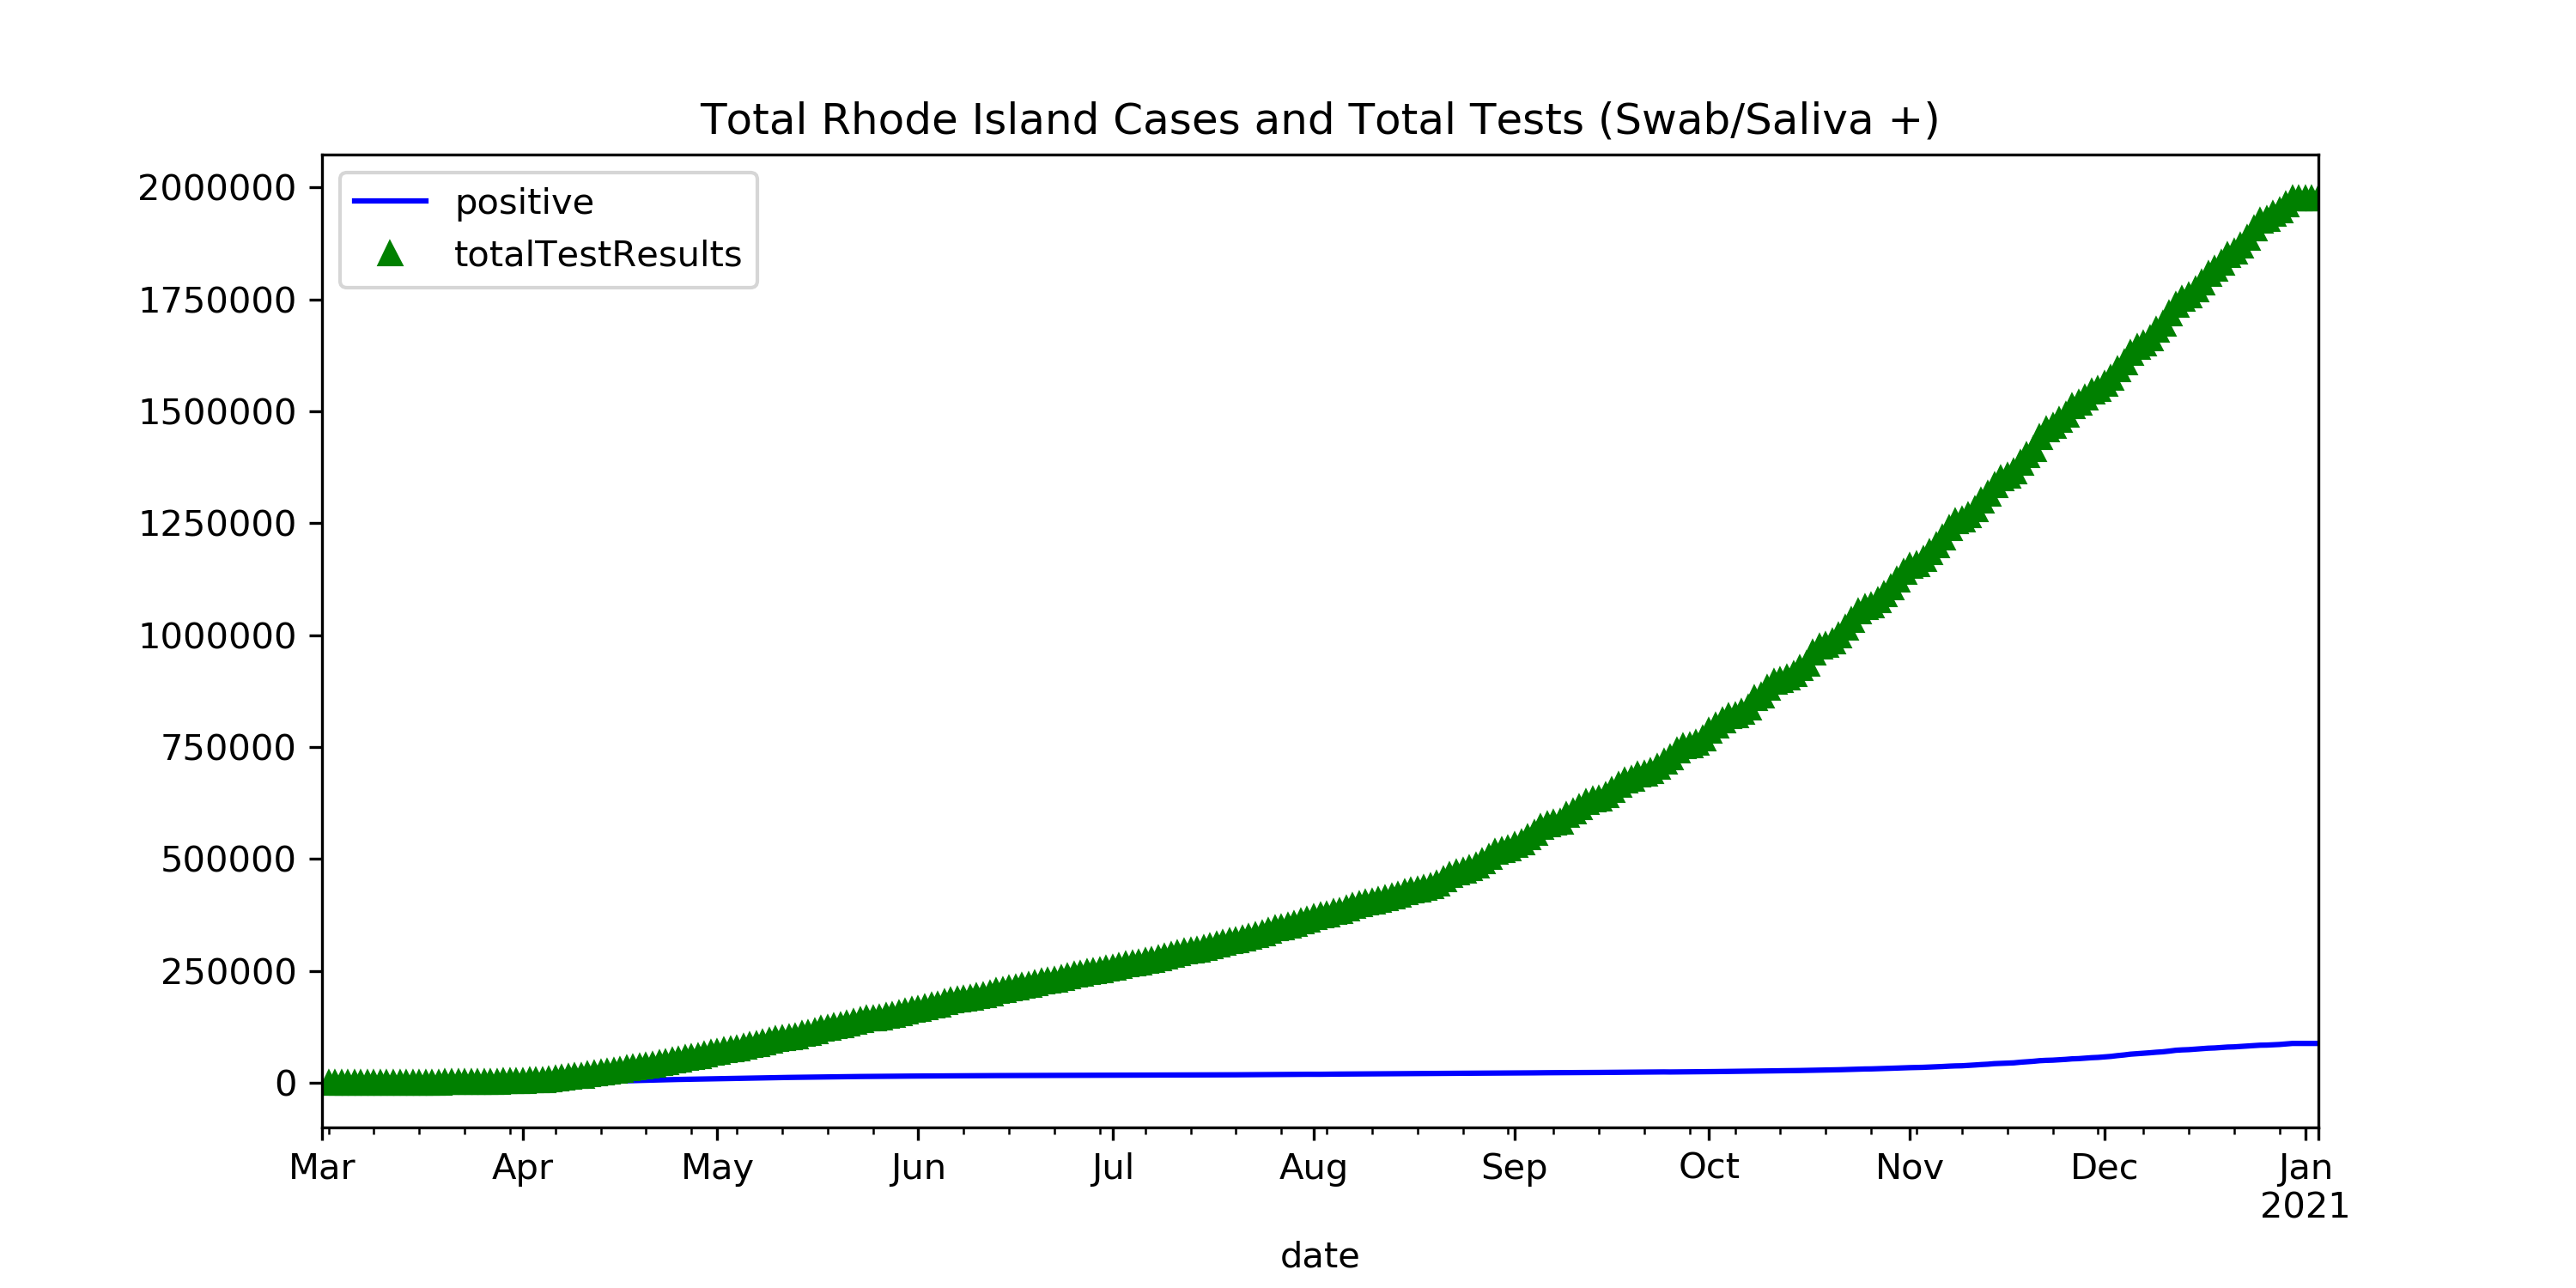 Total Rhode Island Cases and Total Tests (Swab/Saliva +)
positive
totalTestResults
2000000
1750000
1500000
1250000
1000000
750000
500000
250000
0
Mar Apr May Jun Jul Aug Sep Oct Nov Dec Jan
2021
date